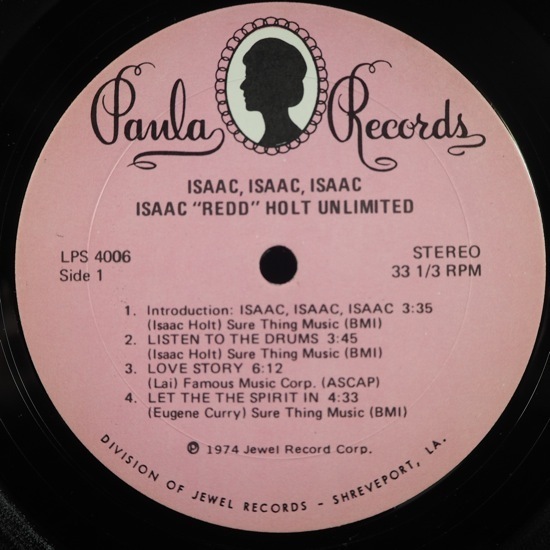 Paula Records
ISAAC, ISAAC, ISAAC
ISAAC "REDD" HOLT UNLIMITED
LPS 4006
Side 1
STEREO
33 1/3 RPM
1. Introduction: ISAAC, ISAAC, ISAAC 3:35
(Isaac Holt) Sure Thing Music (BMI)
2. LISTEN TO THE DRUMS 3:45
(Isaac Holt) Sure Thing Music (BMI)
3. LOVE STORY 6:12
(Lai) Famous Music Corp. (ASCAP)
4. LET THE THE SPIRIT IN 4:33
(Eugene Curry) Sure Thing Music (BMI)
℗ 1974 Jewel Record Corp.
DIVISION OF JEWEL RECORDS – SHREVEPORT, LA.